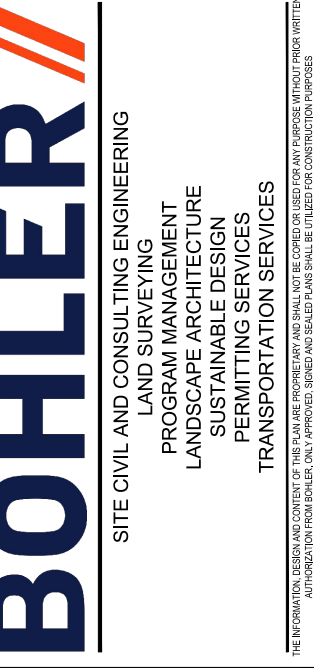 BOHLER//
SITE CIVIL AND CONSULTING ENGINEERING
LAND SURVEYING
PROGRAM MANAGEMENT
LANDSCAPE ARCHITECTURE
SUSTAINABLE DESIGN
PERMITTING SERVICES
TRANSPORTATION SERVICES
THE INFORMATION, DESIGN AND CONTENT OF THIS PLAN ARE PROPRIETARY AND SHALL NOT BE COPIED OR USED FOR ANY PURPOSE WITHOUT PRIOR WRITTEN
AUTHORIZATION FROM BOHLER. ONLY APPROVED, SIGNED AND SEALED PLANS SHALL BE UTILIZED FOR CONSTRUCTION PURPOSES